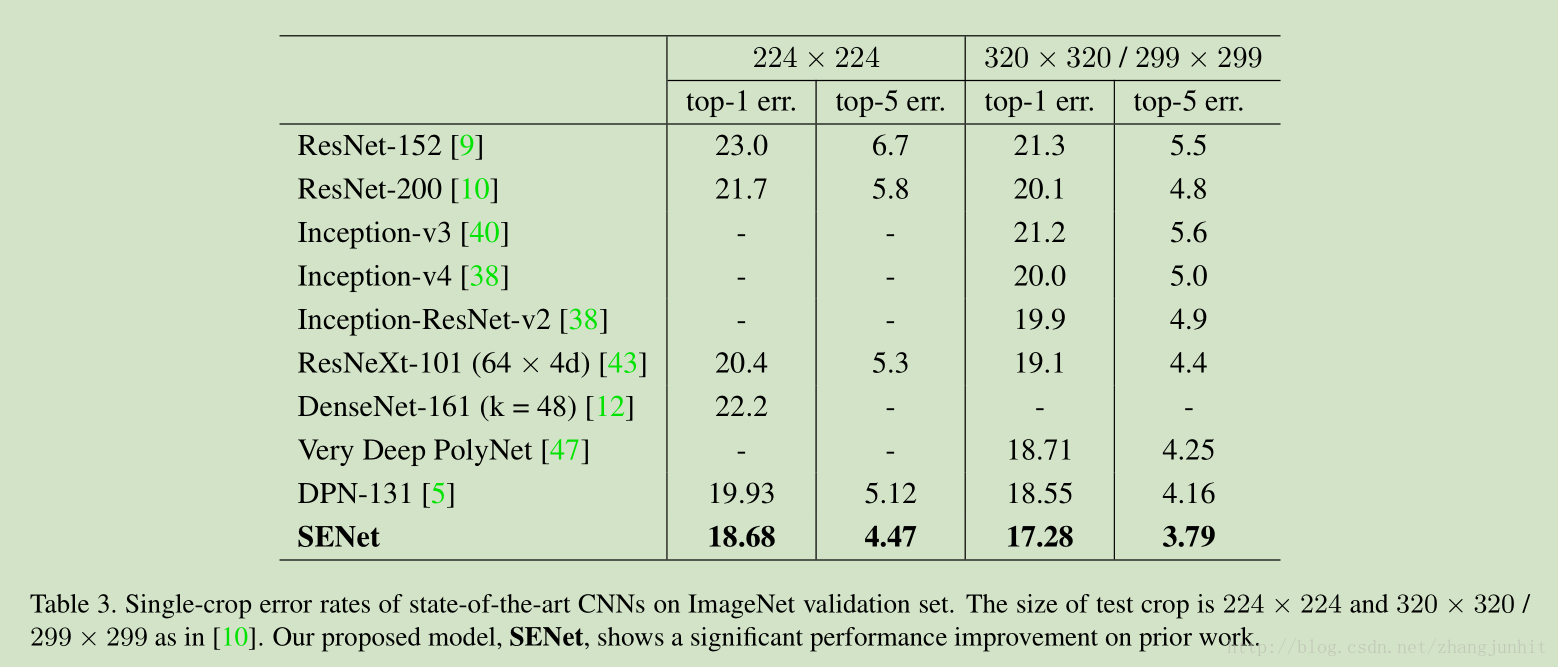 224 × 224 320 × 320 / 299 × 299
top-1 err. top-5 err. top-1 err. top-5 err.
ResNet-152 [9] 23.0 6.7 21.3 5.5
ResNet-200 [10] 21.7 5.8 20.1 4.8
Inception-v3 [40] - - 21.2 5.6
Inception-v4 [38] - - 20.0 5.0
Inception-ResNet-v2 [38] - - 19.9 4.9
ResNeXt-101 (64 × 4d) [43] 20.4 5.3 19.1 4.4
DenseNet-161 (k = 48) [12] 22.2 - - -
Very Deep PolyNet [47] - - 18.71 4.25
DPN-131 [5] 19.93 5.12 18.55 4.16
SENet 18.68 4.47 17.28 3.79
Table 3. Single-crop error rates of state-of-the-art CNNs on ImageNet validation set. The size of test crop is 224 × 224 and 320 × 320 /
299 × 299 as in [10]. Our proposed model, SENet, shows a significant performance improvement on prior work.
http://blog.csdn.net/zhangjunhit